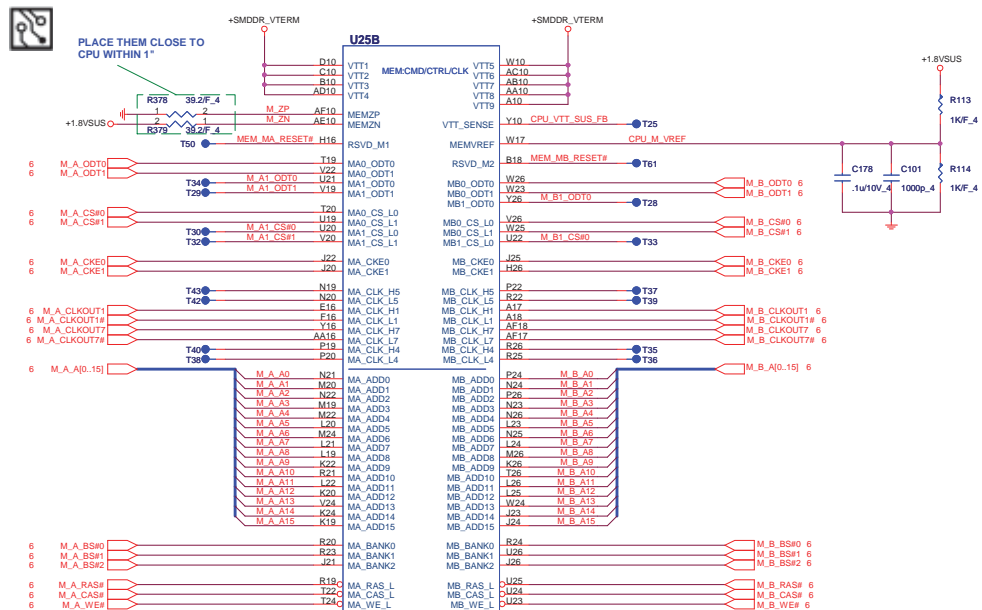 +SMDDR_VTERM
+SMDDR_VTERM
PLACE THEM CLOSE TO
CPU WITHIN 1"
U25B
MEM:CMD/CTRL/CLK
+1.8VSUS
D10 VTT1 VTT5 W10
C10 VTT2 VTT6 AC10
B10 VTT3 VTT7 AB10
AD10 VTT4 VTT8 AA10
VTT9 A10
R378 39.2/F_4
1 2 M_ZP AF10 MEMZP
+1.8VSUS 2 1 M_ZN AE10 MEMZN
R379 39.2/F_4
VTT_SENSE Y10 CPU_VTT_SUS_FB T25
R113
1K/F_4
T50 MEM_MA_RESET# H16 RSVD_M1 MEMVREF W17 CPU_M_VREF
RSVD_M2 B18 MEM_MB_RESET# T61
C178
.1u/10V_4
C101
1000p_4
R114
1K/F_4
6 M_A_ODT0 T19 MA0_ODT0
6 M_A_ODT1 V22 MA0_ODT1
T34 M_A1_ODT0 U21 MA1_ODT0 MB0_ODT0 W26 M_B_ODT0 6
T29 M_A1_ODT1 V19 MA1_ODT1 MB0_ODT1 W23 M_B_ODT1 6
MB1_ODT0 Y26 M_B1_ODT0 T28
6 M_A_CS#0 T20 MA0_CS_L0 MB0_CS_L0 V26 M_B_CS#0 6
6 M_A_CS#1 U19 MA0_CS_L1 MB0_CS_L1 W25 M_B_CS#1 6
T30 M_A1_CS#0 U20 MA1_CS_L0 MB1_CS_L0 U22 M_B1_CS#0 T33
T32 M_A1_CS#1 V20 MA1_CS_L1
6 M_A_CKE0 J22 MA_CKE0 MB_CKE0 J25 M_B_CKE0 6
6 M_A_CKE1 J20 MA_CKE1 MB_CKE1 H26 M_B_CKE1 6
T43 N19 MA_CLK_H5 MB_CLK_H5 P22 T37
T42 N20 MA_CLK_L5 MB_CLK_L5 R22 T39
6 M_A_CLKOUT1 E16 MA_CLK_H1 MB_CLK_H1 A17 M_B_CLKOUT1 6
6 M_A_CLKOUT1# F16 MA_CLK_L1 MB_CLK_L1 A18 M_B_CLKOUT1# 6
6 M_A_CLKOUT7 Y16 MA_CLK_H7 MB_CLK_H7 AF18 M_B_CLKOUT7 6
6 M_A_CLKOUT7# AA16 MA_CLK_L7 MB_CLK_L7 AF17 M_B_CLKOUT7# 6
T40 P19 MA_CLK_H4 MB_CLK_H4 R26 T35
T38 P20 MA_CLK_L4 MB_CLK_L4 R25 T36
6 M_A_A[0..15] M_B_A[0..15] 6
M_A_A0 N21 MA_ADD0 MB_ADD0 P24 M_B_A0
M_A_A1 M20 MA_ADD1 MB_ADD1 N24 M_B_A1
M_A_A2 N22 MA_ADD2 MB_ADD2 P26 M_B_A2
M_A_A3 M19 MA_ADD3 MB_ADD3 N23 M_B_A3
M_A_A4 M22 MA_ADD4 MB_ADD4 N26 M_B_A4
M_A_A5 L20 MA_ADD5 MB_ADD5 L23 M_B_A5
M_A_A6 M24 MA_ADD6 MB_ADD6 N25 M_B_A6
M_A_A7 L21 MA_ADD7 MB_ADD7 L24 M_B_A7
M_A_A8 L19 MA_ADD8 MB_ADD8 M26 M_B_A8
M_A_A9 K22 MA_ADD9 MB_ADD9 K26 M_B_A9
M_A_A10 R21 MA_ADD10 MB_ADD10 T26 M_B_A10
M_A_A11 L22 MA_ADD11 MB_ADD11 L26 M_B_A11
M_A_A12 K20 MA_ADD12 MB_ADD12 L25 M_B_A12
M_A_A13 V24 MA_ADD13 MB_ADD13 W24 M_B_A13
M_A_A14 K24 MA_ADD14 MB_ADD14 J23 M_B_A14
M_A_A15 K19 MA_ADD15 MB_ADD15 J24 M_B_A15
6 M_A_BS#0 R20 MA_BANK0 MB_BANK0 R24 M_B_BS#0 6
6 M_A_BS#1 R23 MA_BANK1 MB_BANK1 U26 M_B_BS#1 6
6 M_A_BS#2 J21 MA_BANK2 MB_BANK2 J26 M_B_BS#2 6
6 M_A_RAS# R19 MA_RAS_L MB_RAS_L U25 M_B_RAS# 6
6 M_A_CAS# T22 MA_CAS_L MB_CAS_L U24 M_B_CAS# 6
6 M_A_WE# T24 MA_WE_L MB_WE_L U23 M_B_WE# 6